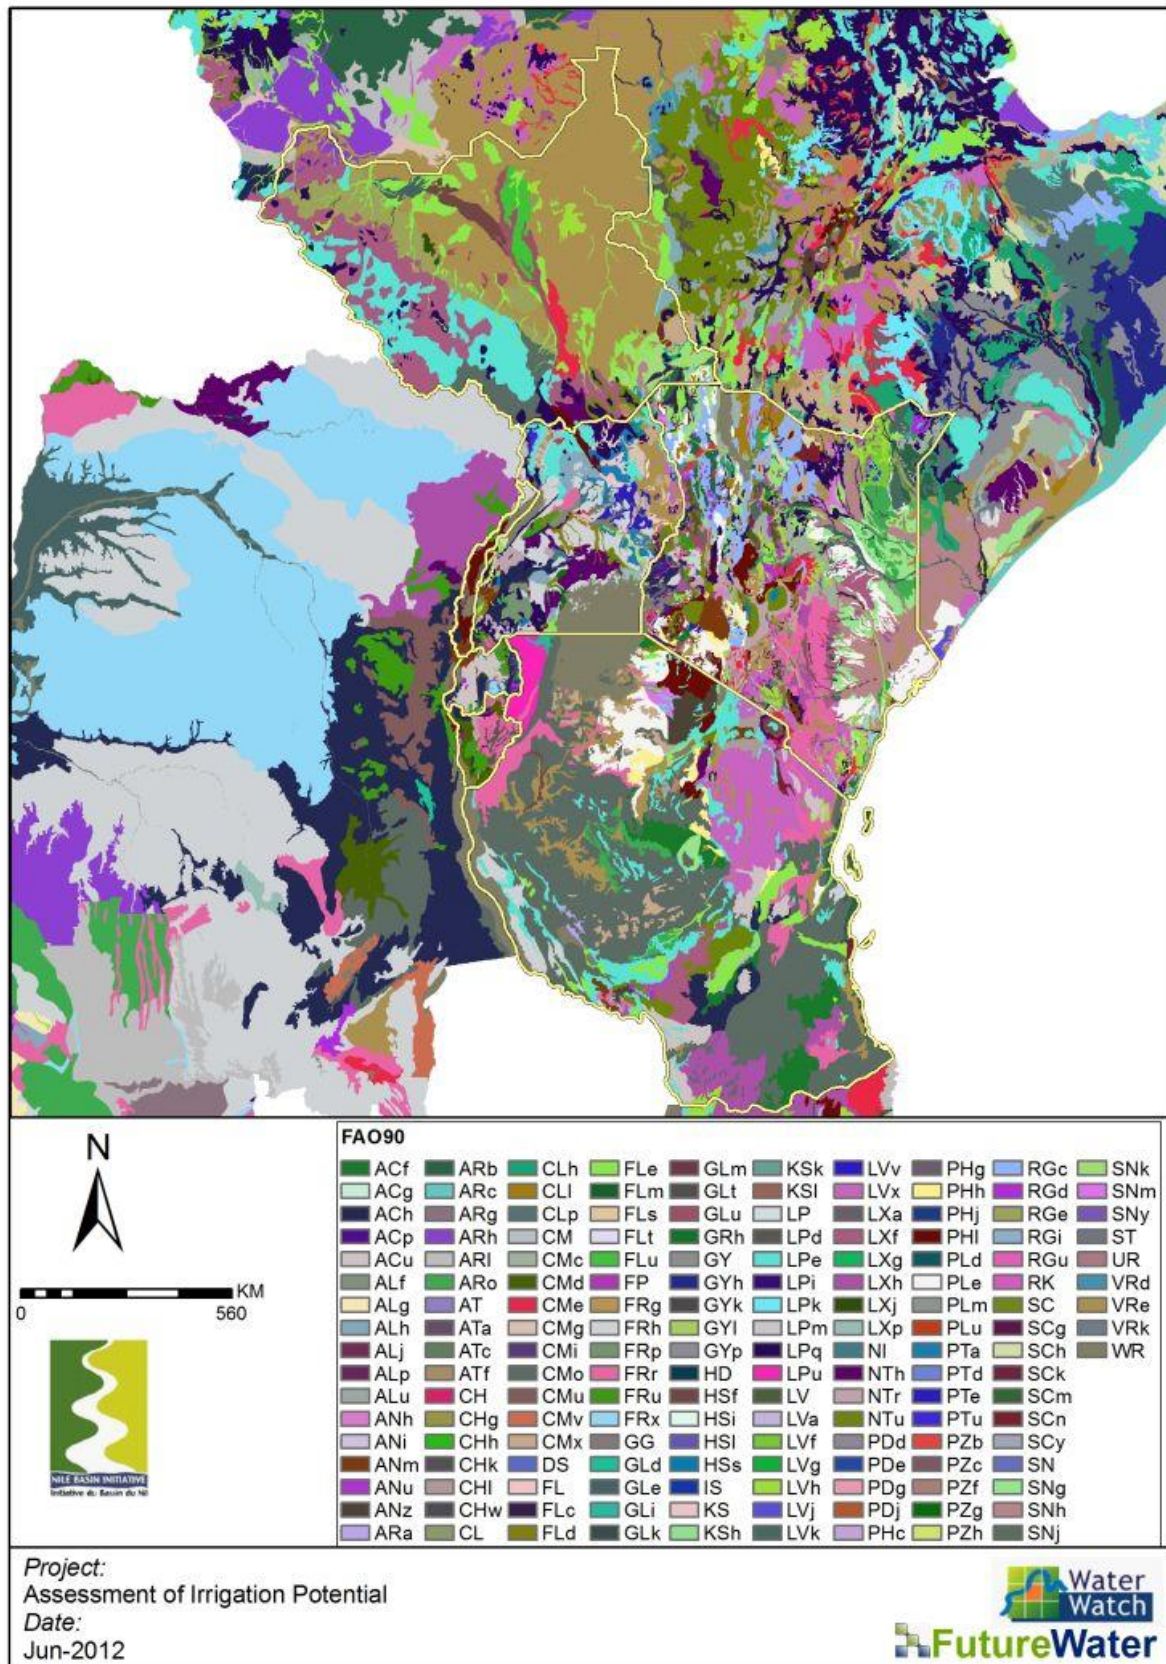 FAO90
ACf ARb CLh FLe GLm KSk LVv PHg RGc SNk
ACg ARc CLl FLm GLt KSl LVx PHh RGd SNm
ACh ARg CLp FLs GLu LP LXa PHj RGe SNy
ACp ARh CM FLt GRh LPd LXf PHl RGi ST
ACu ARl CMc FLu GY LPe LXg PLd RGu UR
ALf ARo CMd FP GYh LPi LXh PLe RK VRd
ALg AT CMe FRg GYk LPk LXj PLm SC VRe
ALh ATa CMg FRh GYl LPm LXp PLu SCg VRk
ALj ATc CMi FRp GYp LPq NI PTa SCh WR
ALp ATf CMo FRr HD LPu NTh PTd SCk
ALu CH CMu FRu HSf LV NTr PTe SCm
ANh CHg CMv FRx HSi LVa NTu PTu SCn
ANi CHh CMx GG HSl LVf PDd PZb SCy
ANm CHk DS GLd HSs LVg PDe PZc SN
ANu CHl FL GLe IS LVh PDg PZf SNg
ANz CHw FLc GLi KS LVj PDj PZg SNh
ARa CL FLd GLk KSh LVk PHc PZh SNj
N
KM
0 560
NILE BASIN INITIATIVE
Initiative du Bassin du Nil
Project:
Assessment of Irrigation Potential
Date:
Jun-2012
Water
Watch
FutureWater